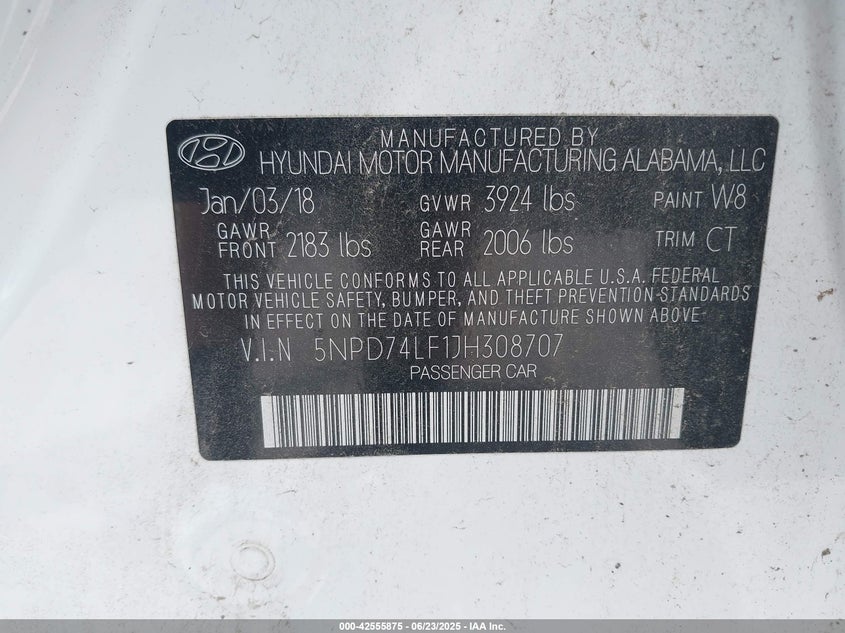 MANUFACTURED BY
HYUNDAI MOTOR MANUFACTURING ALABAMA, LLC
Jan/03/18 GVWR 3924 lbs PAINT W8
GAWR FRONT 2183 lbs GAWR REAR 2006 lbs TRIM CT
THIS VEHICLE CONFORMS TO ALL APPLICABLE U.S.A. FEDERAL
MOTOR VEHICLE SAFETY, BUMPER, AND THEFT PREVENTION STANDARDS
IN EFFECT ON THE DATE OF MANUFACTURE SHOWN ABOVE.
V.I.N 5NPD74LF1JH308707
PASSENGER CAR
000-42555875 - 06/23/2025 - IAA Inc.